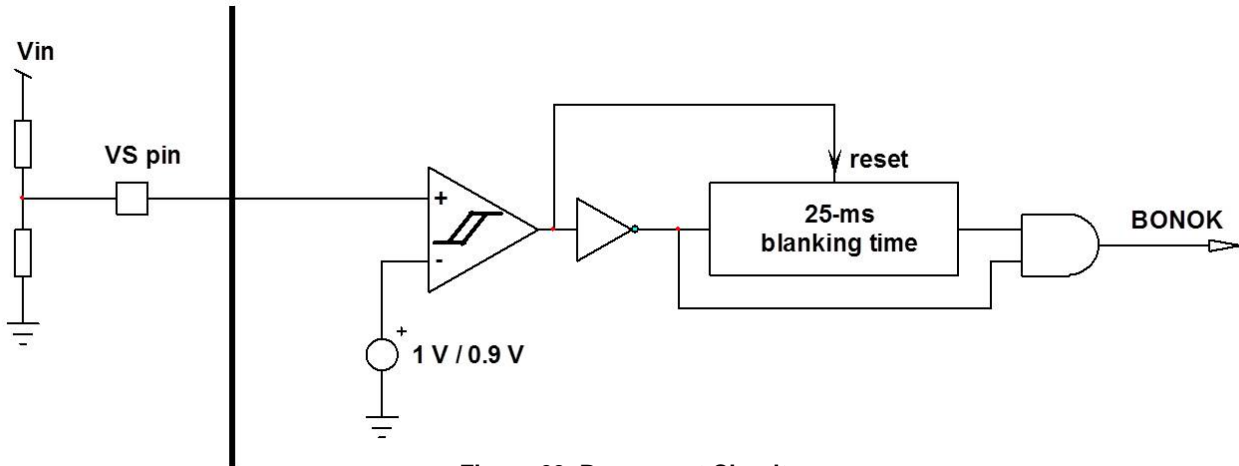 Vin
VS pin
+
-
+
1 V / 0.9 V
reset
25-ms
blanking time
BONOK